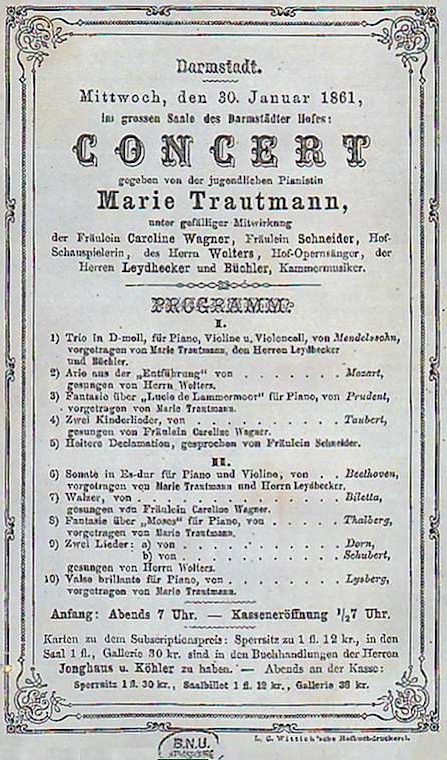 Darmstadt.
Mittwoch, den 30. Januar 1861,
im grossen Saale des Darmstädter Hofes:
CONCERT
gegeben von der jugendlichen Pianistin
Marie Trautmann,
unter gefälliger Mitwirkung
der Fräulein Caroline Wagner, Fräulein Schneider, Hof-
Schauspielerin, des Herrn Wolters, Hof-Opernsänger, der
Herren Leydhecker und Büchler, Kammermusiker.
PROGRAMM:
I.
1) Trio in D-moll, für Piano, Violine u. Violoncell, von Mendelssohn,
vorgetragen von Marie Trautmann, den Herren Leydhecker
und Büchler.
2) Arie aus der „Entführung" von . . . . . . . . Mozart,
gesungen von Herrn Wolters.
3) Fantasie über „Lucie de Lammermoor" für Piano, von Prudent,
vorgetragen von Marie Trautmann.
4) Zwei Kinderlieder, von . . . . . . . . . Taubert,
gesungen von Fräulein Caroline Wagner.
5) Heitere Declamation, gesprochen von Fräulein Schneider.
II.
6) Sonate in Es-dur für Piano und Violine, von . . Beethoven,
vorgetragen von Marie Trautmann und Herrn Leydhecker.
7) Walzer, von . . . . . . . . . . . . Biletta,
gesungen von Fräulein Caroline Wagner.
8) Fantasie über „Moses" für Piano, von . . . . . Thalberg,
vorgetragen von Marie Trautmann.
9) Zwei Lieder: a) von . . . . . . . . . Dorn,
b) von . . . . . . . . . Schubert,
gesungen von Herrn Wolters.
10) Valse brillante für Piano, von . . . . . . . Lysberg,
vorgetragen von Marie Trautmann.
Anfang: Abends 7 Uhr. — Kasseneröffnung ½7 Uhr.
Karten zu dem Subscriptionspreis: Sperrsitz zu 1 fl. 12 kr., in den
Saal 1 fl., Gallerie 30 kr. sind in den Buchhandlungen der Herren
Jonghaus u. Köhler zu haben. — Abends an der Kasse:
Sperrsitz 1 fl. 30 kr., Saalbillet 1 fl. 12 kr., Gallerie 36 kr.
L. C. Wittich'sche Hofbuchdruckerei.
B.N.U.